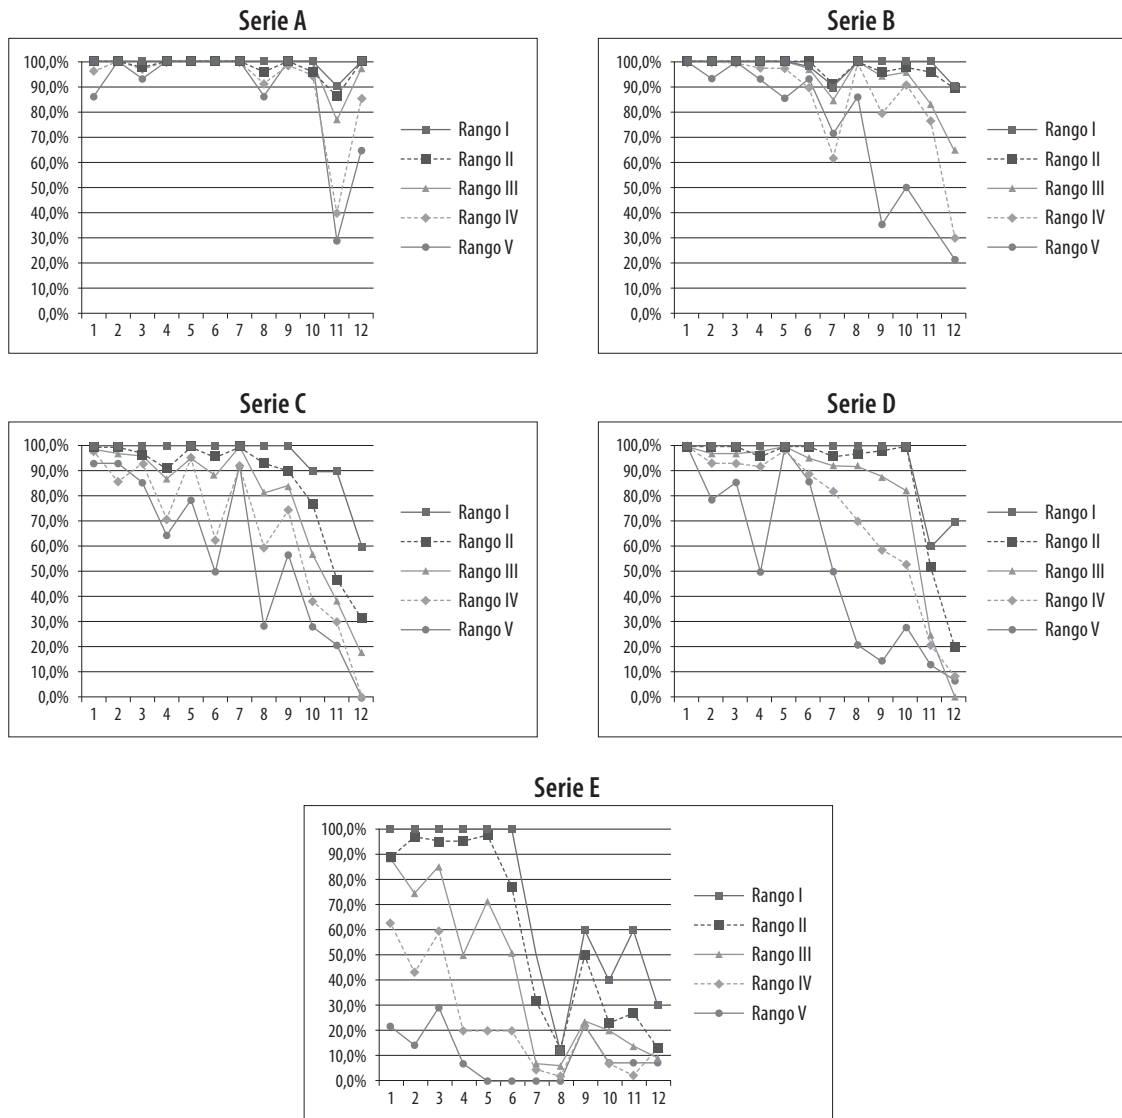 Serie A
100,0%
90,0%
80,0%
70,0%
60,0%
50,0%
40,0%
30,0%
20,0%
10,0%
0,0%
1 2 3 4 5 6 7 8 9 10 11 12
Rango I
Rango II
Rango III
Rango IV
Rango V
Serie B
100,0%
90,0%
80,0%
70,0%
60,0%
50,0%
40,0%
30,0%
20,0%
10,0%
0,0%
1 2 3 4 5 6 7 8 9 10 11 12
Rango I
Rango II
Rango III
Rango IV
Rango V
Serie C
100,0%
90,0%
80,0%
70,0%
60,0%
50,0%
40,0%
30,0%
20,0%
10,0%
0,0%
1 2 3 4 5 6 7 8 9 10 11 12
Rango I
Rango II
Rango III
Rango IV
Rango V
Serie D
100,0%
90,0%
80,0%
70,0%
60,0%
50,0%
40,0%
30,0%
20,0%
10,0%
0,0%
1 2 3 4 5 6 7 8 9 10 11 12
Rango I
Rango II
Rango III
Rango IV
Rango V
Serie E
100,0%
90,0%
80,0%
70,0%
60,0%
50,0%
40,0%
30,0%
20,0%
10,0%
0,0%
1 2 3 4 5 6 7 8 9 10 11 12
Rango I
Rango II
Rango III
Rango IV
Rango V